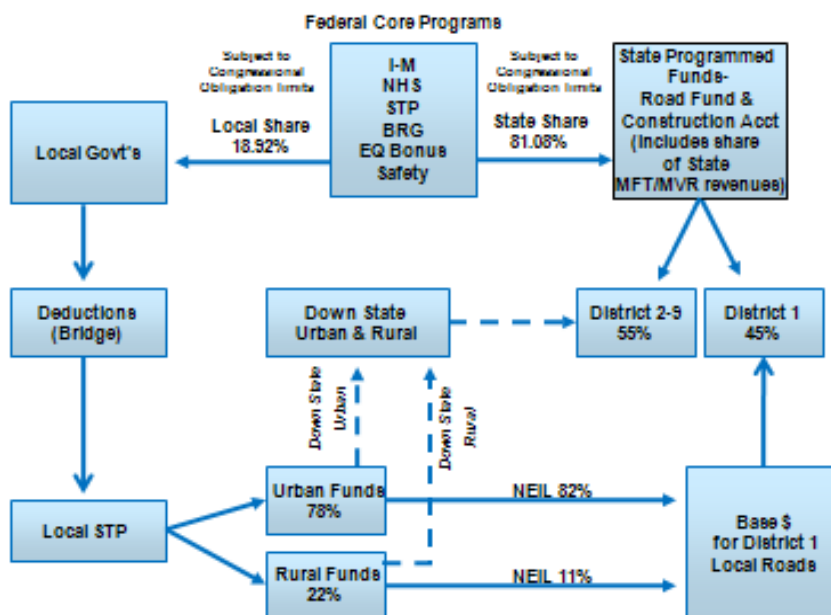 Federal Core Programs
Subject to
Congressional
Obligation limits
Local Share
18.92%
I-M
NHS
STP
BRG
EQ Bonus
Safety
Subject to
Congressional
Obligation limits
State Share
81.08%
State Programmed
Funds-
Road Fund &
Construction Acct
(Includes share
of State
MFT/MVR revenues)
Local Govt's
Deductions
(Bridge)
Down State
Urban & Rural
District 2-9
55%
District 1
45%
Down State
Urban
Down State
Rural
Local STP
Urban Funds
78%
NEIL 82%
Rural Funds
22%
NEIL 11%
Base $
for District 1
Local Roads